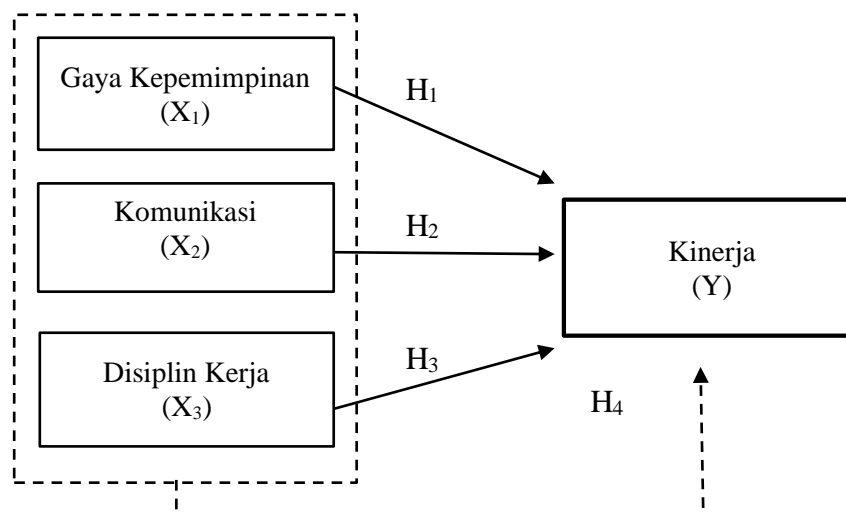 Gaya Kepemimpinan
(X₁)
H₁
Komunikasi
(X₂)
H₂
Kinerja
(Y)
Disiplin Kerja
(X₃)
H₃
H₄